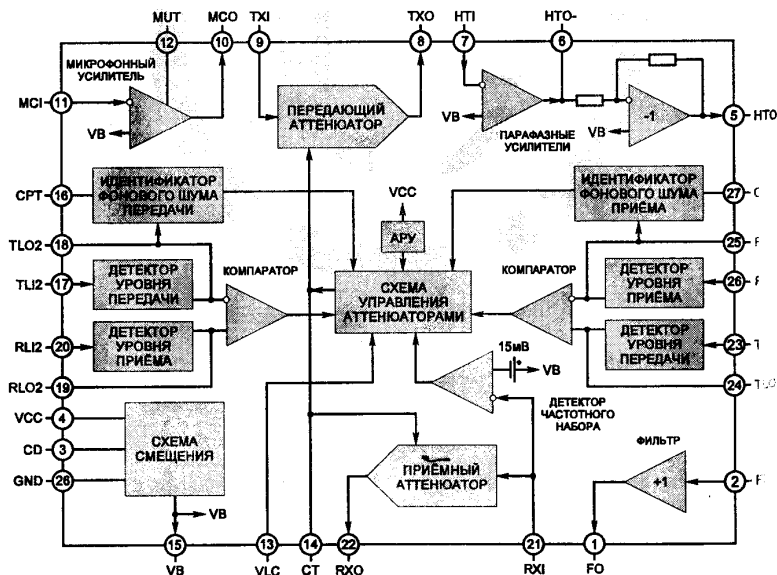 MUT MCO TXI TXO HTI HTO-
12 10 9 8 7 6
МИКРОФОННЫЙ
УСИЛИТЕЛЬ
MCI 11
VB
ПЕРЕДАЮЩИЙ
АТТЕНЮАТОР
VB
ПАРАФАЗНЫЕ
УСИЛИТЕЛИ
VB
-1
5 HTO
CPT 16
ИДЕНТИФИКАТОР
ФОНОВОГО ШУМА
ПЕРЕДАЧИ
VCC
АРУ
ИДЕНТИФИКАТОР
ФОНОВОГО ШУМА
ПРИЁМА
27
TLO2 18
25
TLI2 17
ДЕТЕКТОР
УРОВНЯ
ПЕРЕДАЧИ
КОМПАРАТОР
СХЕМА
УПРАВЛЕНИЯ
АТТЕНЮАТОРАМИ
КОМПАРАТОР
ДЕТЕКТОР
УРОВНЯ
ПРИЁМА
26
RLI2 20
ДЕТЕКТОР
УРОВНЯ
ПРИЁМА
15мВ
VB
ДЕТЕКТОР
УРОВНЯ
ПЕРЕДАЧИ
23
RLO2 19
24
VCC 4
CD 3
GND 26
СХЕМА
СМЕЩЕНИЯ
VB
ДЕТЕКТОР
ЧАСТОТНОГО
НАБОРА
ПРИЁМНЫЙ
АТТЕНЮАТОР
ФИЛЬТР
+1
2
15 13 14 22 21 1
VB VLC CT RXO RXI FO